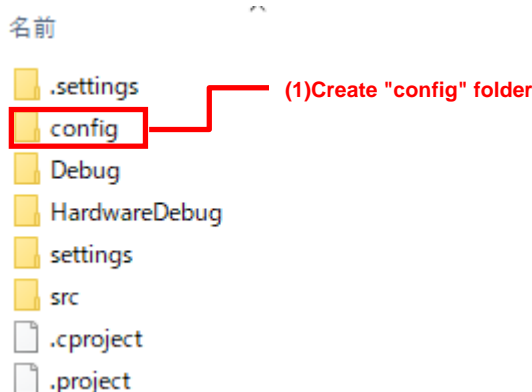 名前
.settings
(1)Create "config" folder
config
Debug
HardwareDebug
settings
src
.cproject
.project